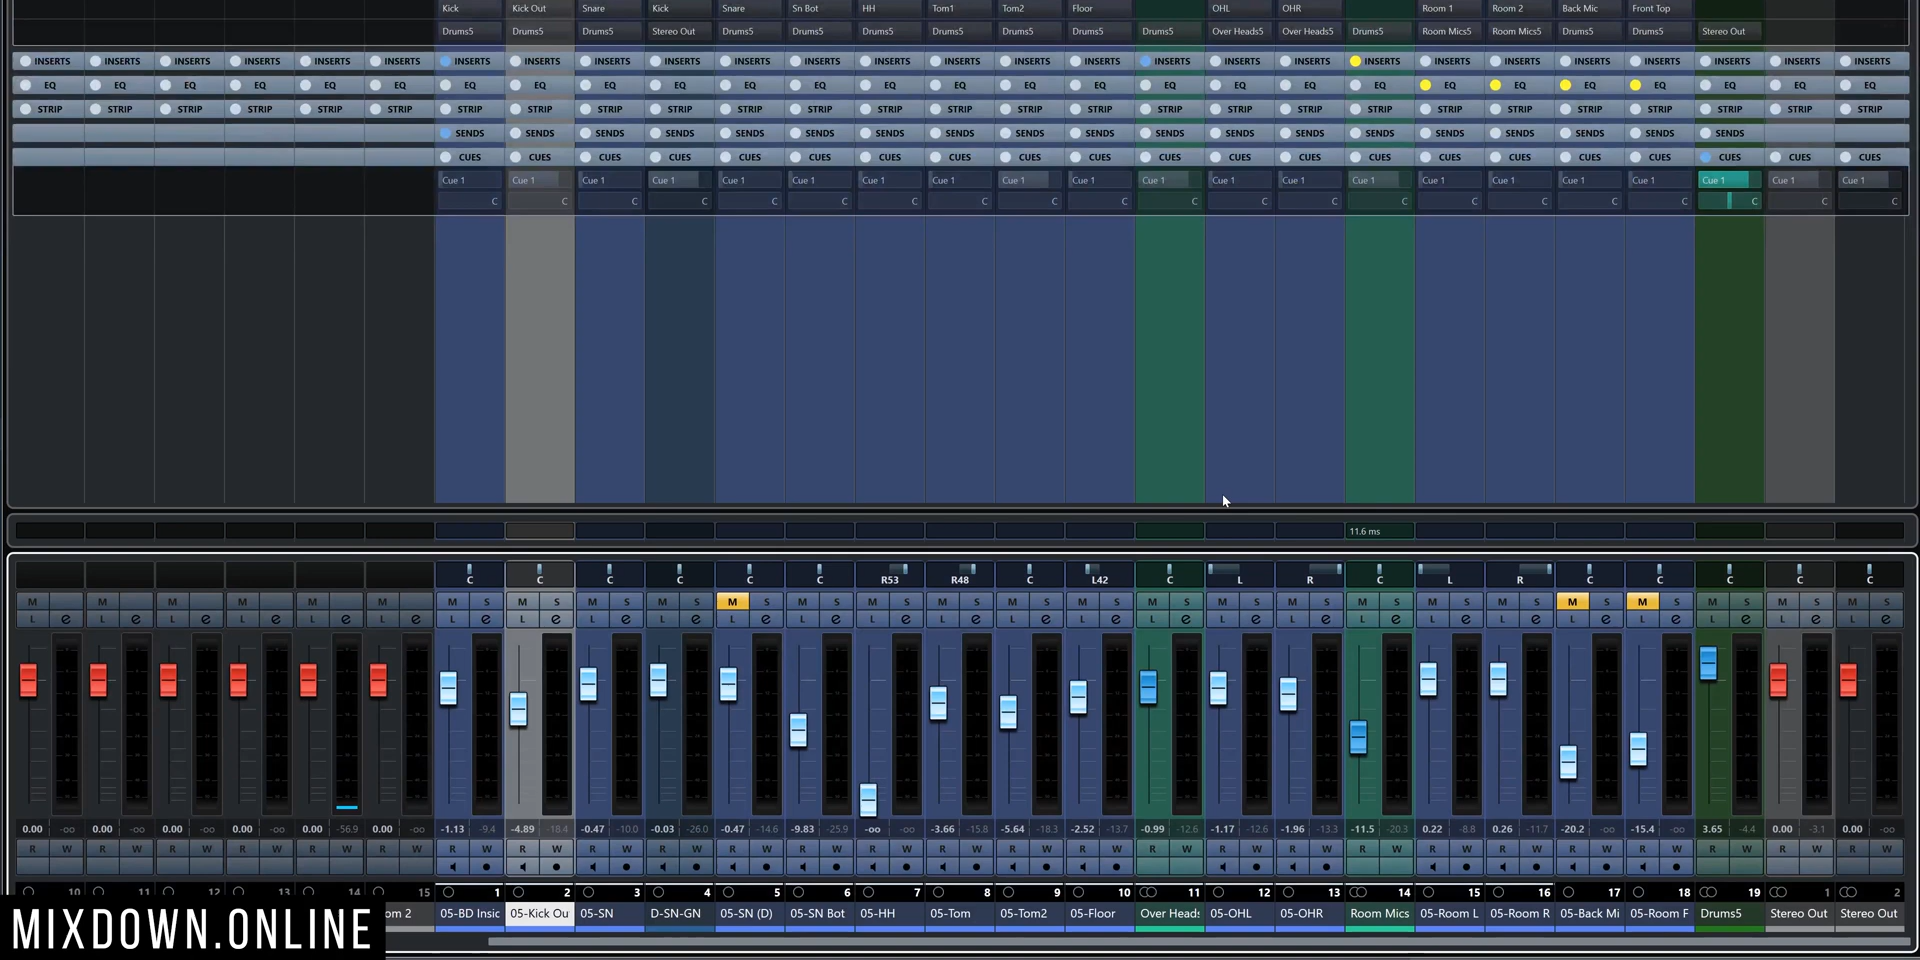 Kick Kick Out Snare Kick Snare Sn Bot HH Tom1 Tom2 Floor OHL OHR Room 1 Room 2 Back Mic Front Top
Drums5 Drums5 Drums5 Stereo Out Drums5 Drums5 Drums5 Drums5 Drums5 Drums5 Drums5 Over Heads5 Over Heads5 Drums5 Room Mics5 Room Mics5 Drums5 Drums5 Stereo Out
INSERTS INSERTS INSERTS INSERTS INSERTS INSERTS INSERTS INSERTS INSERTS INSERTS INSERTS INSERTS INSERTS INSERTS INSERTS INSERTS INSERTS INSERTS INSERTS INSERTS INSERTS INSERTS INSERTS INSERTS INSERTS INSERTS INSERTS
EQ EQ EQ EQ EQ EQ EQ EQ EQ EQ EQ EQ EQ EQ EQ EQ EQ EQ EQ EQ EQ EQ EQ EQ EQ EQ EQ
STRIP STRIP STRIP STRIP STRIP STRIP STRIP STRIP STRIP STRIP STRIP STRIP STRIP STRIP STRIP STRIP STRIP STRIP STRIP STRIP STRIP STRIP STRIP STRIP STRIP STRIP STRIP
SENDS SENDS SENDS SENDS SENDS SENDS SENDS SENDS SENDS SENDS SENDS SENDS SENDS SENDS SENDS SENDS SENDS SENDS SENDS
CUES CUES CUES CUES CUES CUES CUES CUES CUES CUES CUES CUES CUES CUES CUES CUES CUES CUES CUES CUES CUES
Cue 1 Cue 1 Cue 1 Cue 1 Cue 1 Cue 1 Cue 1 Cue 1 Cue 1 Cue 1 Cue 1 Cue 1 Cue 1 Cue 1 Cue 1 Cue 1 Cue 1 Cue 1 Cue 1 Cue 1 Cue 1
C C C C C C C C C C C C C C C C C C C C C
11.6 ms
C C C C C C R53 R48 C L42 C L R C L R C C C C C
M M M M M M M S M S M S M S M S M S M S M S M S M S M S M S M S M S M S M S M S M S M S M S M S M S
L e L e L e L e L e L e L e L e L e L e L e L e L e L e L e L e L e L e L e L e L e L e L e L e L e L e L e
0.00 -oo 0.00 -oo 0.00 -oo 0.00 -oo 0.00 -56.9 0.00 -oo -1.13 -9.4 -4.89 -18.4 -0.47 -10.0 -0.03 -26.0 -0.47 -14.6 -9.83 -25.9 -oo -oo -3.66 -15.8 -5.64 -18.3 -2.52 -13.7 -0.99 -12.6 -1.17 -12.6 -1.96 -13.3 -11.5 -20.3 0.22 -8.8 0.26 -11.7 -20.2 -oo -15.4 -oo 3.65 -4.4 0.00 -3.1 0.00 -oo
R W R W R W R W R W R W R W R W R W R W R W R W R W R W R W R W R W R W R W R W R W R W R W R W R W R W R W
10 11 12 13 14 15 1 2 3 4 5 6 7 8 9 10 11 12 13 14 15 16 17 18 19 1 2
om 2 05-BD Insic 05-Kick Ou 05-SN D-SN-GN 05-SN (D) 05-SN Bot 05-HH 05-Tom 05-Tom2 05-Floor Over Heads 05-OHL 05-OHR Room Mics 05-Room L 05-Room R 05-Back Mi 05-Room F Drums5 Stereo Out Stereo Out
MIXDOWN.ONLINE